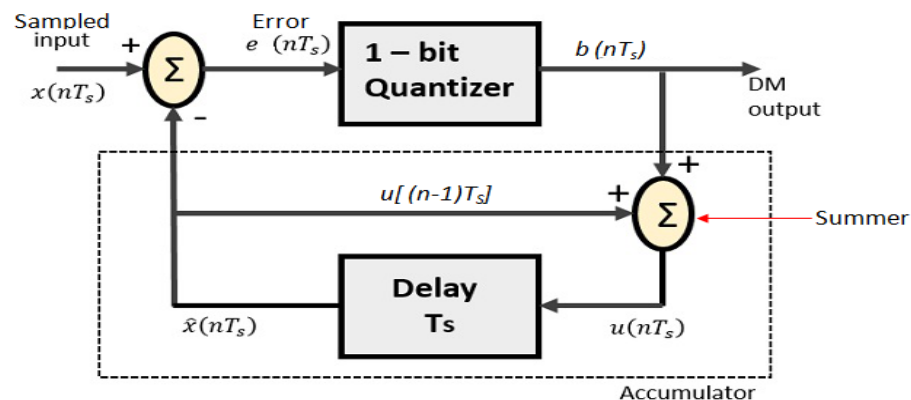 Sampled
input
x(nTₛ)
+
-
Σ
Error
e (nTₛ)
1 – bit
Quantizer
b (nTₛ)
DM
output
u[ (n-1)Tₛ]
+
+
Σ
Summer
Delay
Ts
x̂(nTₛ)
u(nTₛ)
Accumulator